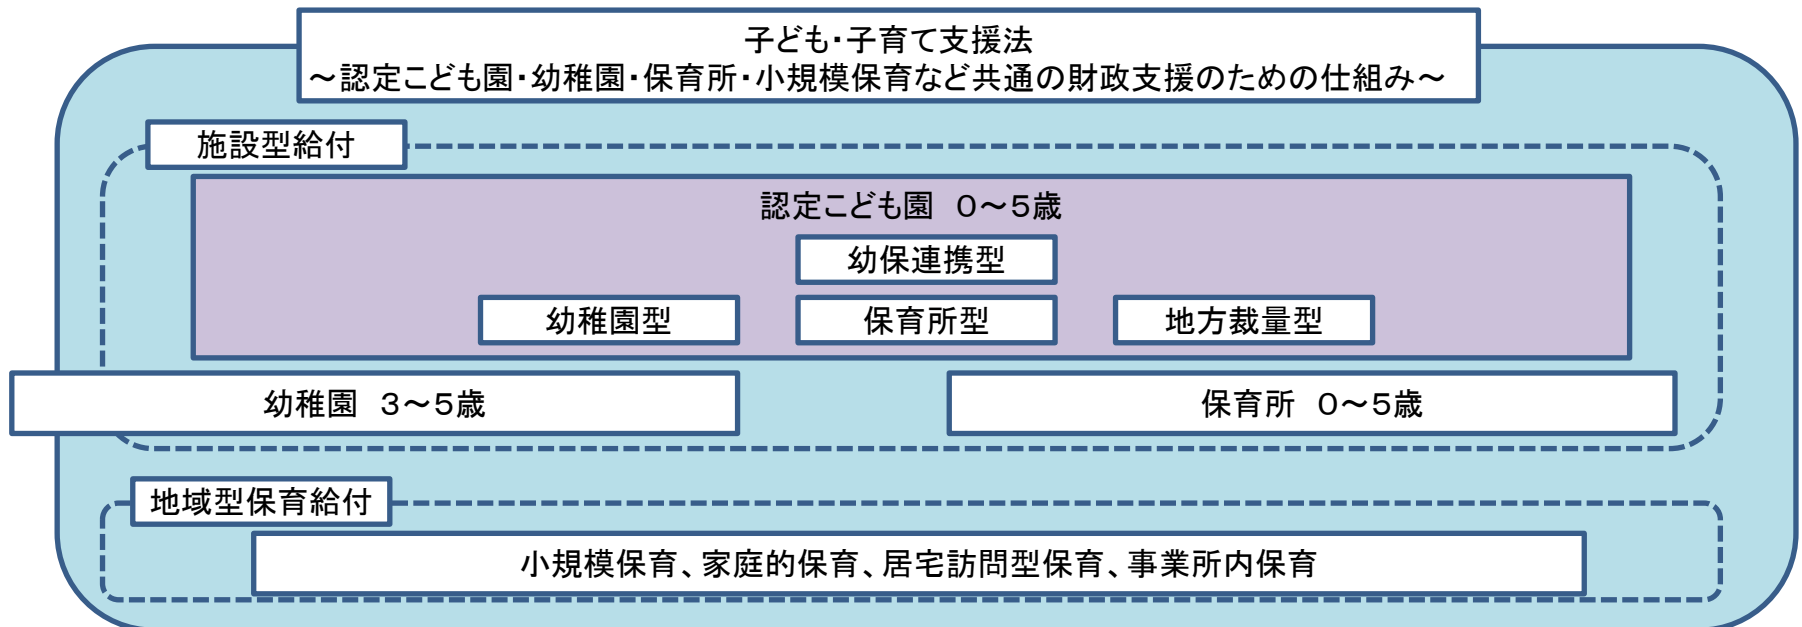 子ども・子育て支援法
～認定こども園・幼稚園・保育所・小規模保育など共通の財政支援のための仕組み～
施設型給付
認定こども園　０～５歳
幼保連携型
幼稚園型
保育所型
地方裁量型
幼稚園　３～５歳
保育所　０～５歳
地域型保育給付
小規模保育、家庭的保育、居宅訪問型保育、事業所内保育